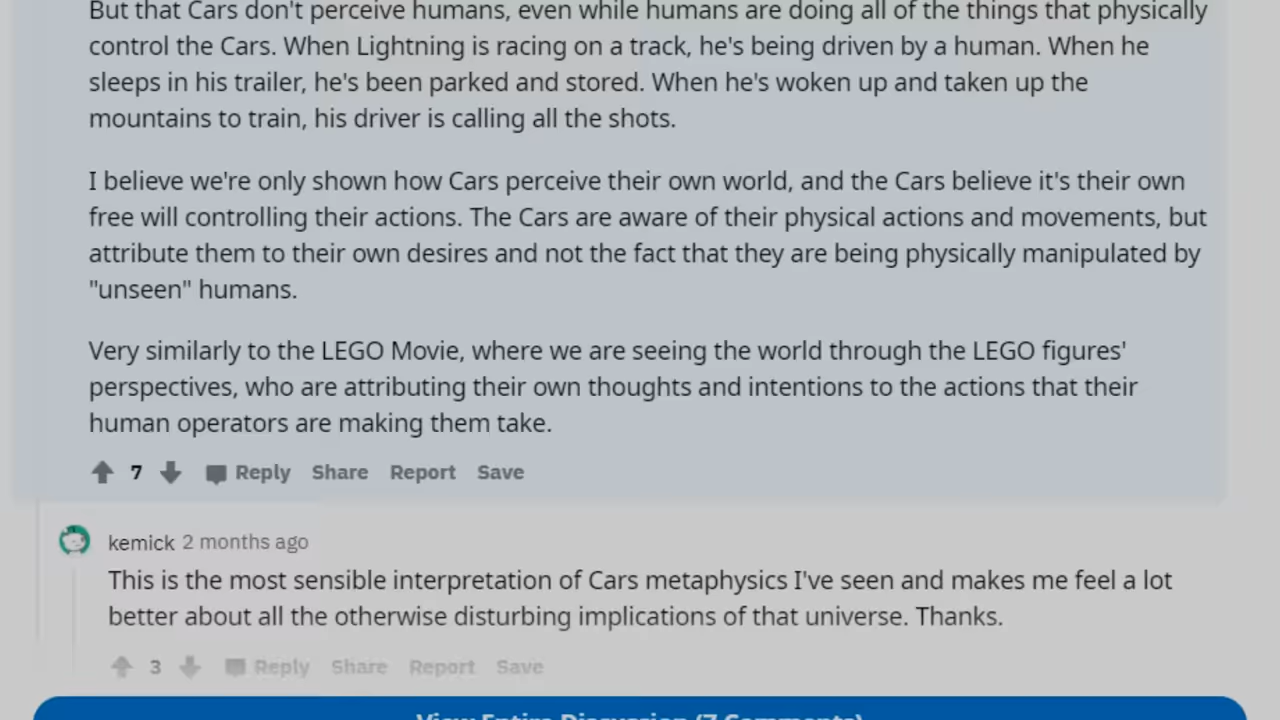 But that Cars don't perceive humans, even while humans are doing all of the things that physically
control the Cars. When Lightning is racing on a track, he's being driven by a human. When he
sleeps in his trailer, he's been parked and stored. When he's woken up and taken up the
mountains to train, his driver is calling all the shots.
I believe we're only shown how Cars perceive their own world, and the Cars believe it's their own
free will controlling their actions. The Cars are aware of their physical actions and movements, but
attribute them to their own desires and not the fact that they are being physically manipulated by
"unseen" humans.
Very similarly to the LEGO Movie, where we are seeing the world through the LEGO figures'
perspectives, who are attributing their own thoughts and intentions to the actions that their
human operators are making them take.
7 Reply Share Report Save
kemick 2 months ago
This is the most sensible interpretation of Cars metaphysics I've seen and makes me feel a lot
better about all the otherwise disturbing implications of that universe. Thanks.
3 Reply Share Report Save
View Entire Discussion (7 Comments)